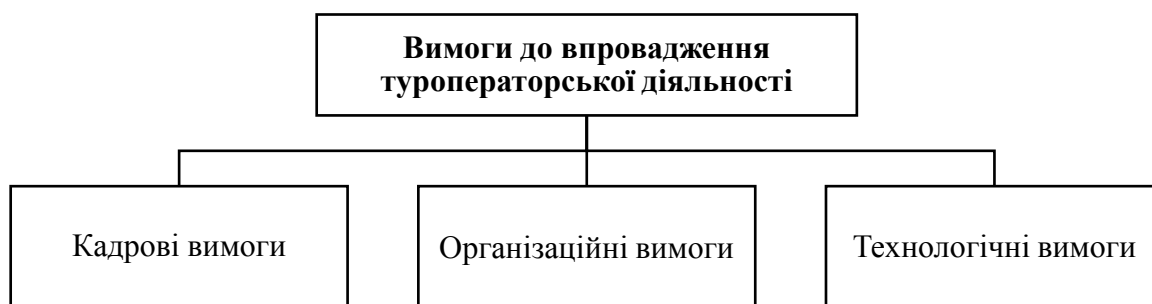 Вимоги до впровадження
туроператорської діяльності
Кадрові вимоги
Організаційні вимоги
Технологічні вимоги